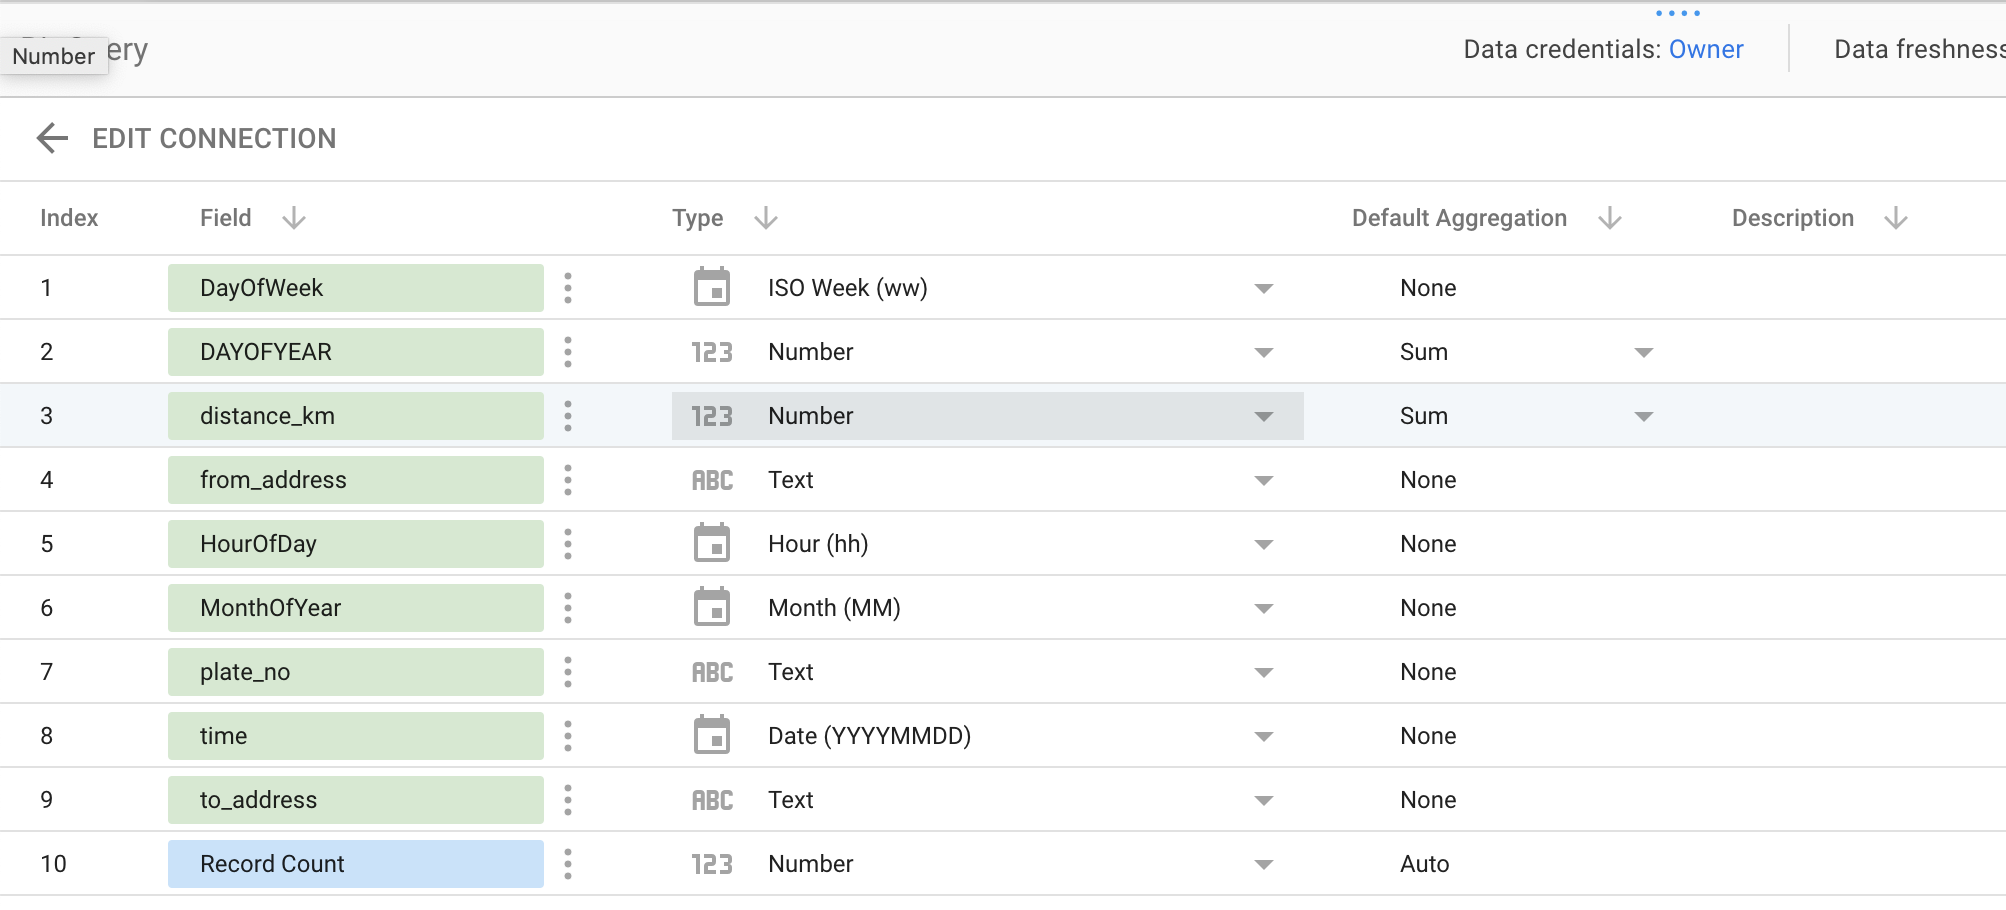 Number
ery
Data credentials: Owner
Data freshness
EDIT CONNECTION
Index Field Type Default Aggregation Description
1 DayOfWeek ISO Week (ww) None
2 DAYOFYEAR 123 Number Sum
3 distance_km 123 Number Sum
4 from_address ABC Text None
5 HourOfDay Hour (hh) None
6 MonthOfYear Month (MM) None
7 plate_no ABC Text None
8 time Date (YYYYMMDD) None
9 to_address ABC Text None
10 Record Count 123 Number Auto